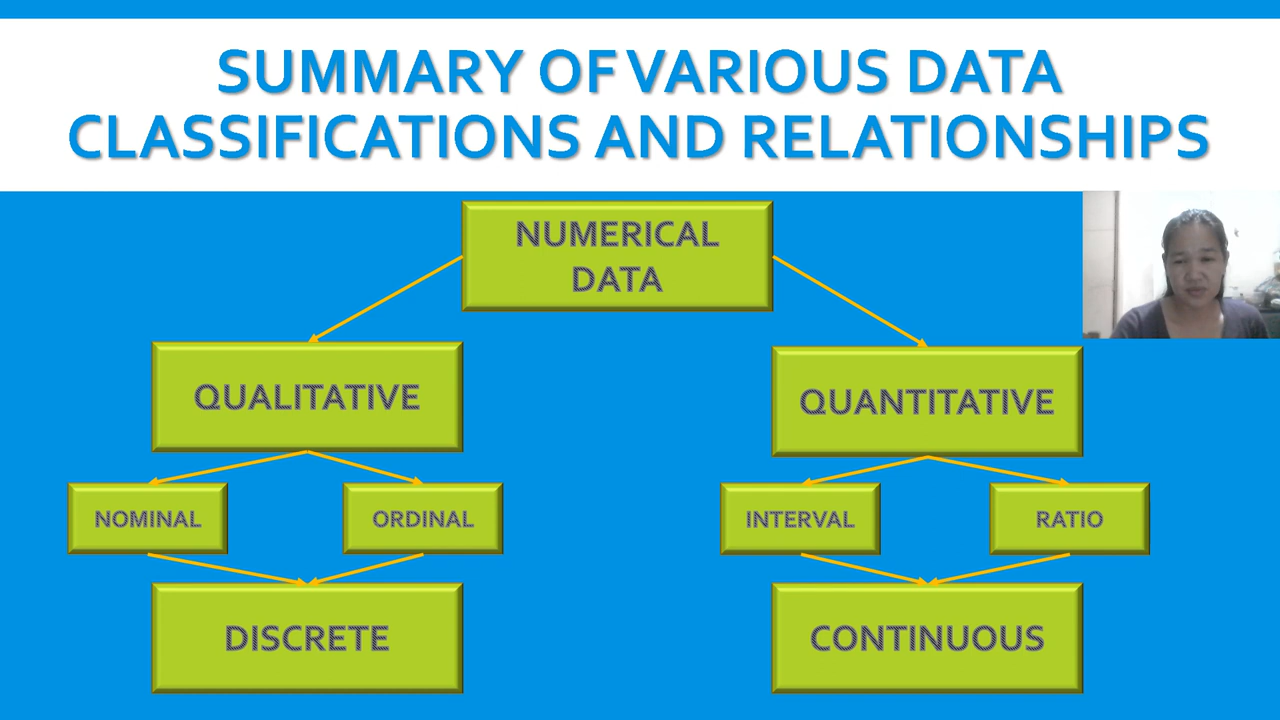 SUMMARY OF VARIOUS DATA
CLASSIFICATIONS AND RELATIONSHIPS
NUMERICAL
DATA
QUALITATIVE
QUANTITATIVE
NOMINAL
ORDINAL
INTERVAL
RATIO
DISCRETE
CONTINUOUS